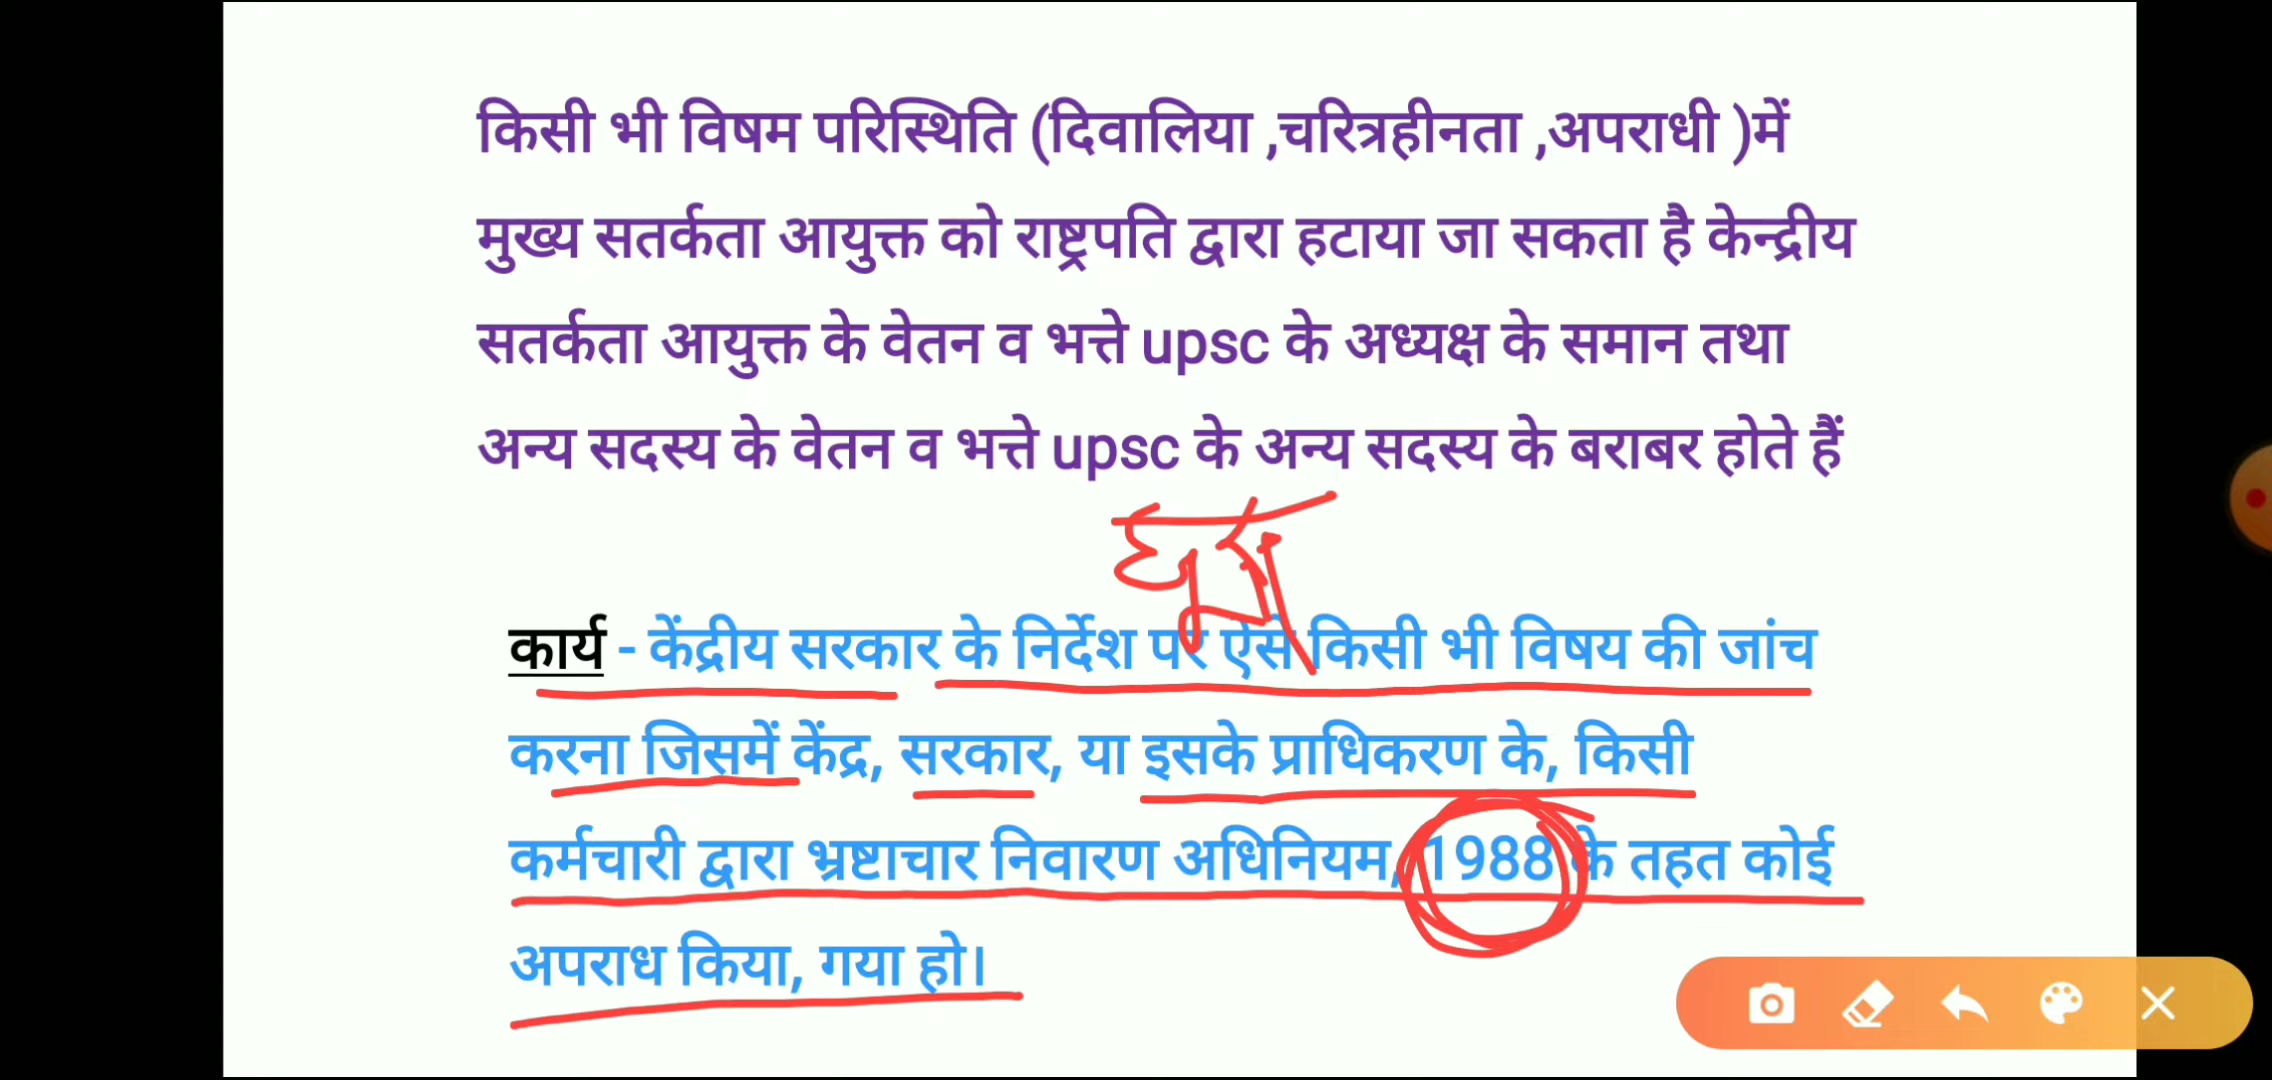 किसी भी विषम परिस्थिति (दिवालिया ,चरित्रहीनता ,अपराधी )में
मुख्य सतर्कता आयुक्त को राष्ट्रपति द्वारा हटाया जा सकता है केन्द्रीय
सतर्कता आयुक्त के वेतन व भत्ते upsc के अध्यक्ष के समान तथा
अन्य सदस्य के वेतन व भत्ते upsc के अन्य सदस्य के बराबर होते हैं
कार्य - केंद्रीय सरकार के निर्देश पर ऐसे किसी भी विषय की जांच
करना जिसमें केंद्र, सरकार, या इसके प्राधिकरण के, किसी
कर्मचारी द्वारा भ्रष्टाचार निवारण अधिनियम, 1988 के तहत कोई
अपराध किया, गया हो।